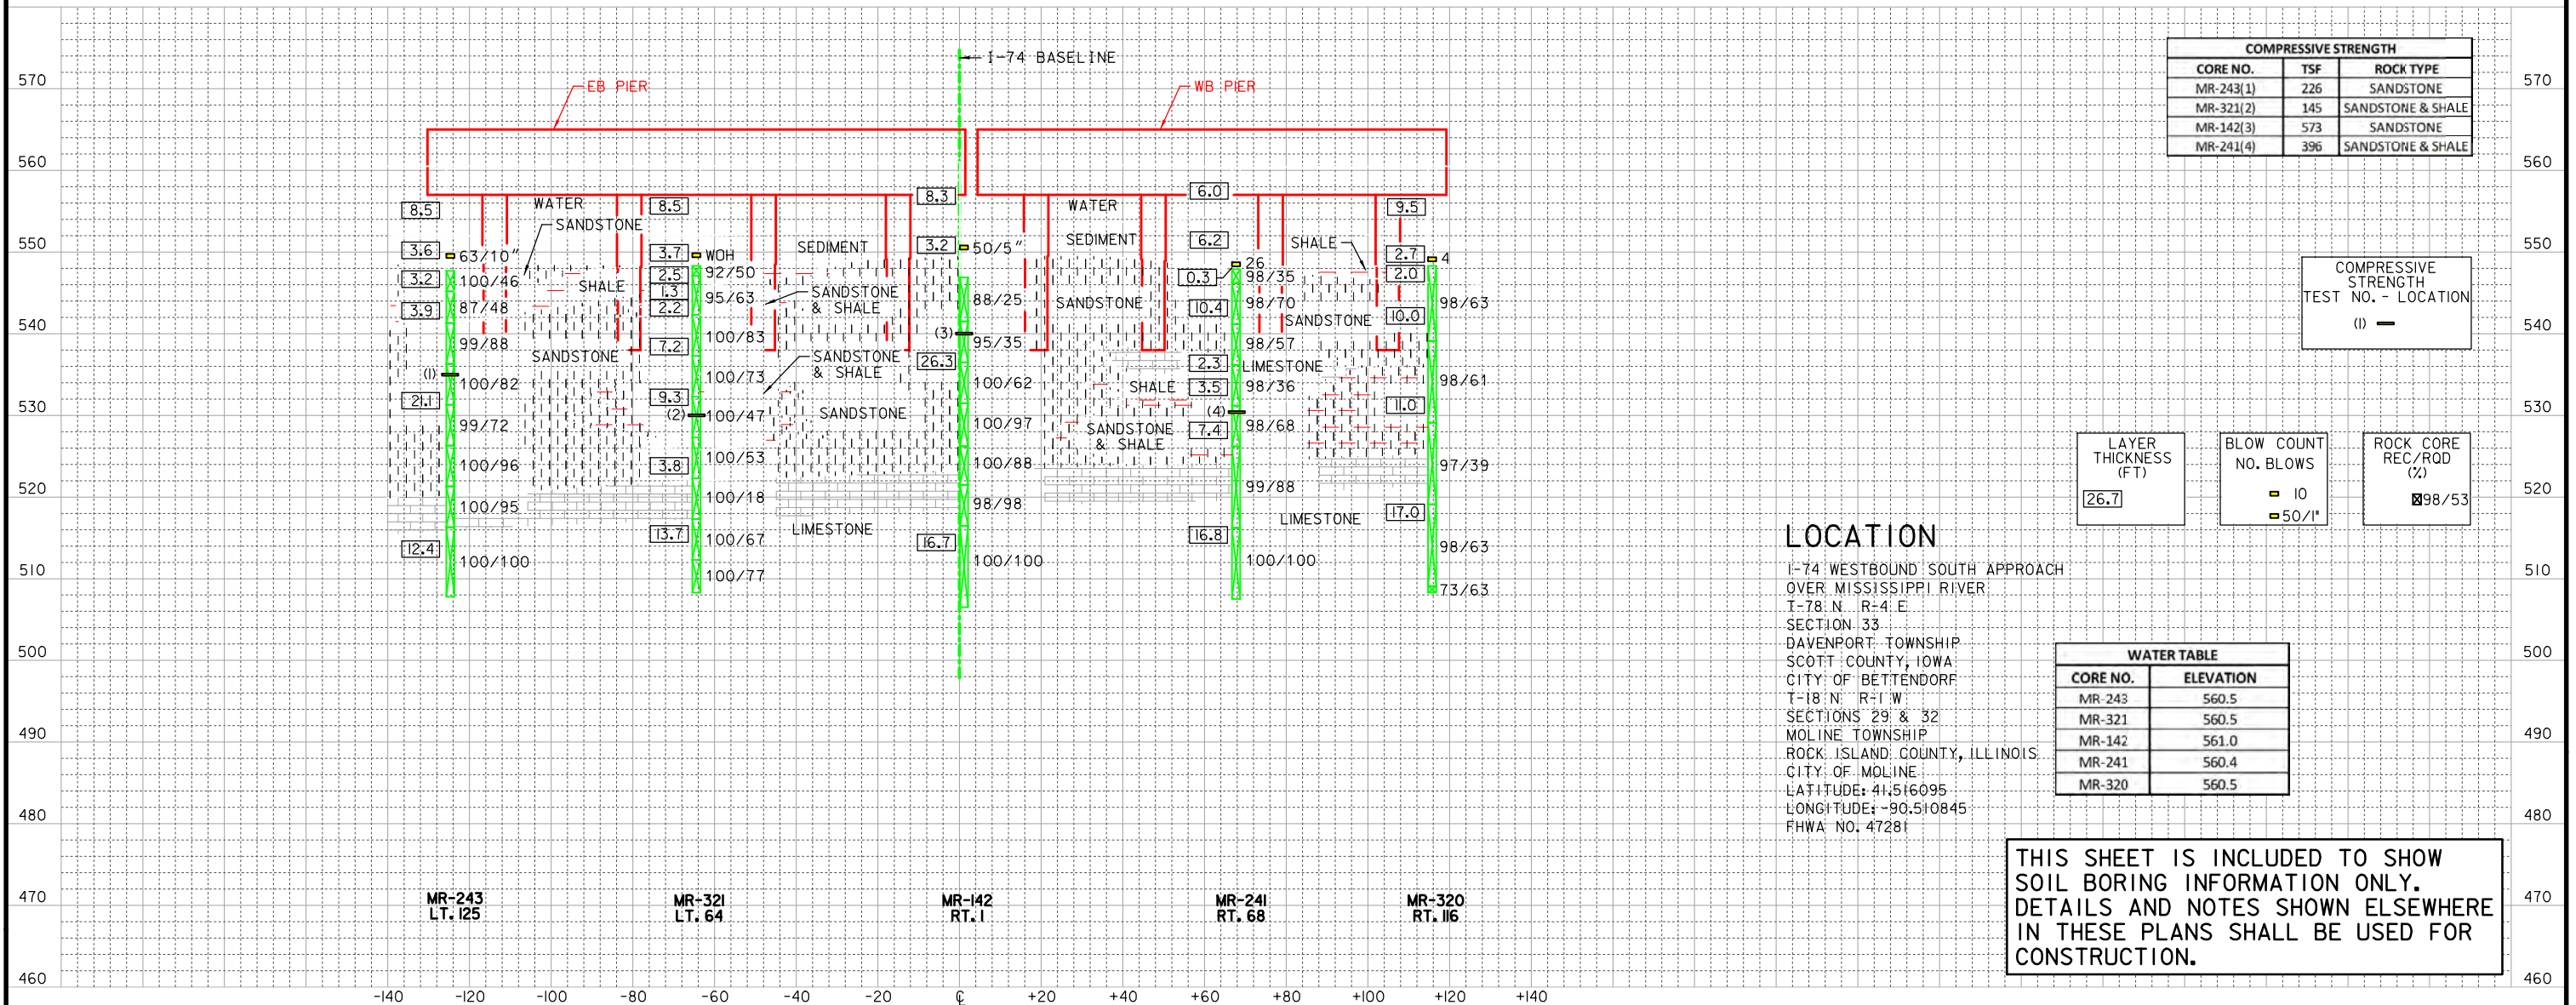 I-74 BASELINE
EB PIER
WB PIER
570
560
550
540
530
520
510
500
490
480
470
460
570
560
550
540
530
520
510
500
490
480
470
460
8.5
3.6
3.2
3.9
21.1
12.4
63/10"
100/46
87/48
99/88
(1)
100/82
99/72
100/96
100/95
100/100
WATER
SANDSTONE
SHALE
SANDSTONE
8.5
3.7
2.5
1.3
2.2
7.2
9.3
3.8
13.7
WOH
92/50
95/63
100/83
100/73
(2)
100/47
100/53
100/18
100/67
100/77
SEDIMENT
SANDSTONE
& SHALE
SANDSTONE
& SHALE
SANDSTONE
LIMESTONE
8.3
3.2
26.3
16.7
50/5"
88/25
(3)
95/35
100/62
100/97
100/88
98/98
100/100
WATER
SEDIMENT
SANDSTONE
SHALE
SANDSTONE
& SHALE
6.0
6.2
0.3
10.4
2.3
3.5
7.4
16.8
26
98/35
98/70
98/57
98/36
(4)
98/68
99/88
100/100
SHALE
SANDSTONE
LIMESTONE
LIMESTONE
9.5
2.7
2.0
10.0
11.0
17.0
4
98/63
98/61
97/39
98/63
73/63
MR-243
LT. 125
MR-321
LT. 64
MR-142
RT. 1
MR-241
RT. 68
MR-320
RT. 116
-140 -120 -100 -80 -60 -40 -20 ℄ +20 +40 +60 +80 +100 +120 +140
COMPRESSIVE STRENGTH
CORE NO. TSF ROCK TYPE
MR-243(1) 226 SANDSTONE
MR-321(2) 145 SANDSTONE & SHALE
MR-142(3) 573 SANDSTONE
MR-241(4) 396 SANDSTONE & SHALE
COMPRESSIVE
STRENGTH
TEST NO. - LOCATION
(1)
LAYER
THICKNESS
(FT)
26.7
BLOW COUNT
NO. BLOWS
10
50/1"
ROCK CORE
REC/RQD
(%)
98/53
LOCATION
I-74 WESTBOUND SOUTH APPROACH
OVER MISSISSIPPI RIVER
T-78 N R-4 E
SECTION 33
DAVENPORT TOWNSHIP
SCOTT COUNTY, IOWA
CITY OF BETTENDORF
T-18 N R-1 W
SECTIONS 29 & 32
MOLINE TOWNSHIP
ROCK ISLAND COUNTY, ILLINOIS
CITY OF MOLINE
LATITUDE: 41.516095
LONGITUDE: -90.510845
FHWA NO. 47281
WATER TABLE
CORE NO. ELEVATION
MR-243 560.5
MR-321 560.5
MR-142 561.0
MR-241 560.4
MR-320 560.5
THIS SHEET IS INCLUDED TO SHOW
SOIL BORING INFORMATION ONLY.
DETAILS AND NOTES SHOWN ELSEWHERE
IN THESE PLANS SHALL BE USED FOR
CONSTRUCTION.